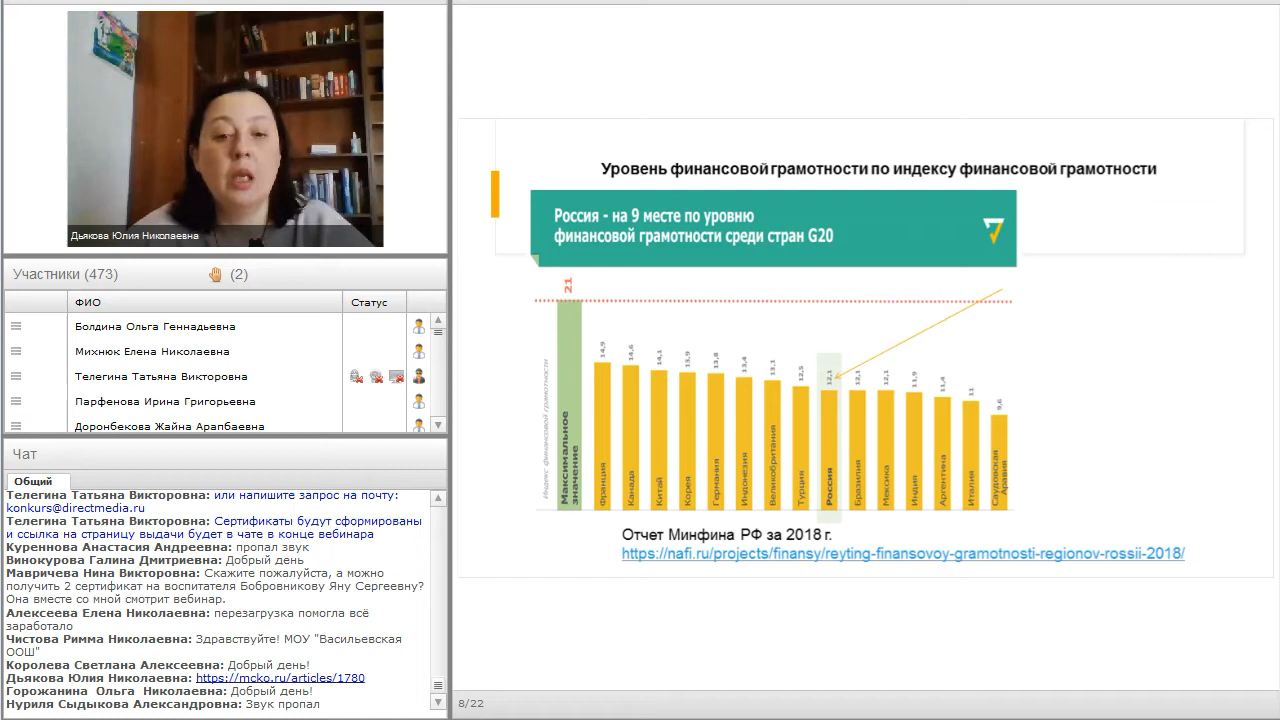 Дьякова Юлия Николаевна
Участники (473)
(2)
ФИО
Статус
Болдина Ольга Геннадьевна
Михнюк Елена Николаевна
Телегина Татьяна Викторовна
Парфенова Ирина Григорьевна
Доронбекова Жайна Арапбаевна
Чат
Общий
Телегина Татьяна Викторовна: или напишите запрос на почту:
konkurs@directmedia.ru
Телегина Татьяна Викторовна: Сертификаты будут сформированы
и ссылка на страницу выдачи будет в чате в конце вебинара
Куреннова Анастасия Андреевна: пропал звук
Винокурова Галина Дмитриевна: Добрый день
Мавричева Нина Викторовна: Скажите пожалуйста, а можно
получить 2 сертификат на воспитателя Бобровникову Яну Сергеевну?
Она вместе со мной смотрит вебинар.
Алексеева Елена Николаевна: перезагрузка помогла всё
заработало
Чистова Римма Николаевна: Здравствуйте! МОУ "Васильевская
ООШ"
Королева Светлана Алексеевна: Добрый день!
Дьякова Юлия Николаевна: https://mcko.ru/articles/1780
Горожанина Ольга Николаевна: Добрый день!
Нуриля Сыдыкова Александровна: Звук пропал
Уровень финансовой грамотности по индексу финансовой грамотности
Россия - на 9 месте по уровню
финансовой грамотности среди стран G20
Индекс финансовой грамотности
21
Максимальное
значение
14,9
Франция
14,6
Канада
14,1
Китай
13,9
Корея
13,8
Германия
13,4
Индонезия
13,1
Великобритания
12,5
Турция
12,1
Россия
12,1
Бразилия
12,1
Мексика
11,9
Индия
11,4
Аргентина
11
Италия
9,6
Саудовская
Аравия
Отчет Минфина РФ за 2018 г.
https://nafi.ru/projects/finansy/reyting-finansovoy-gramotnosti-regionov-rossii-2018/
8/22